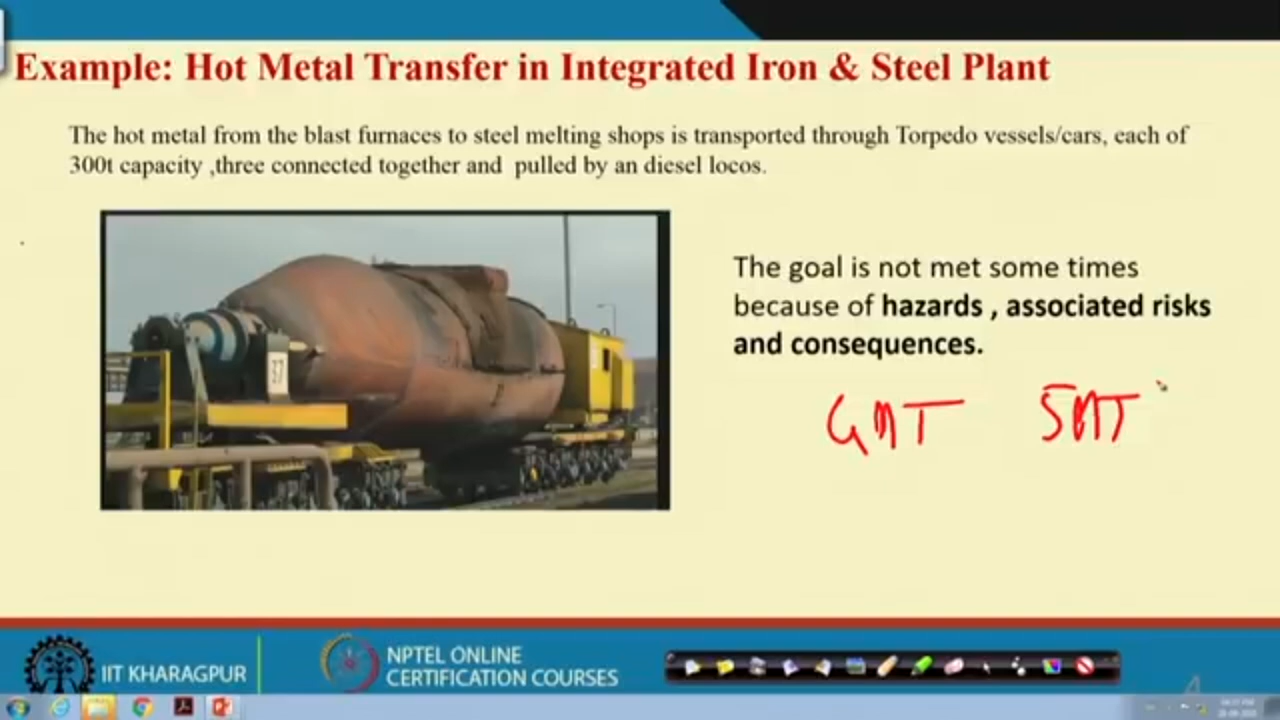 Example: Hot Metal Transfer in Integrated Iron & Steel Plant
The hot metal from the blast furnaces to steel melting shops is transported through Torpedo vessels/cars, each of
300t capacity ,three connected together and pulled by an diesel locos.
37
The goal is not met some times
because of hazards , associated risks
and consequences.
GMT SMT
IIT KHARAGPUR
NPTEL ONLINE
CERTIFICATION COURSES
4